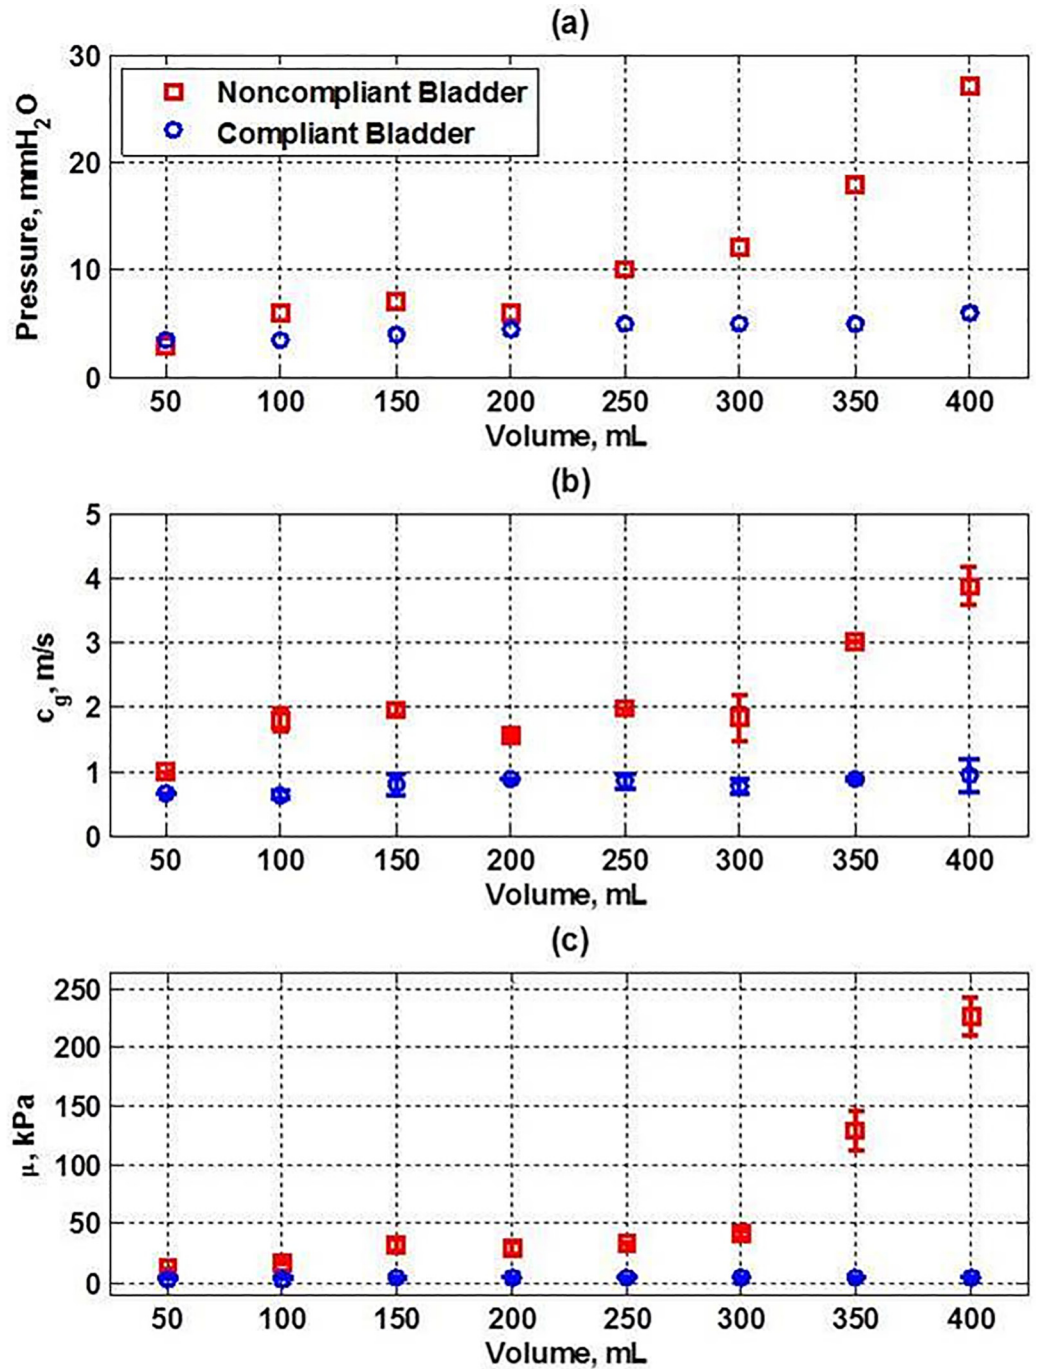 (a)
30
20
10
0
Pressure, mmH2O
Noncompliant Bladder
Compliant Bladder
50 100 150 200 250 300 350 400
Volume, mL
(b)
5
4
3
2
1
0
cg, m/s
50 100 150 200 250 300 350 400
Volume, mL
(c)
250
200
150
100
50
0
μ, kPa
50 100 150 200 250 300 350 400
Volume, mL